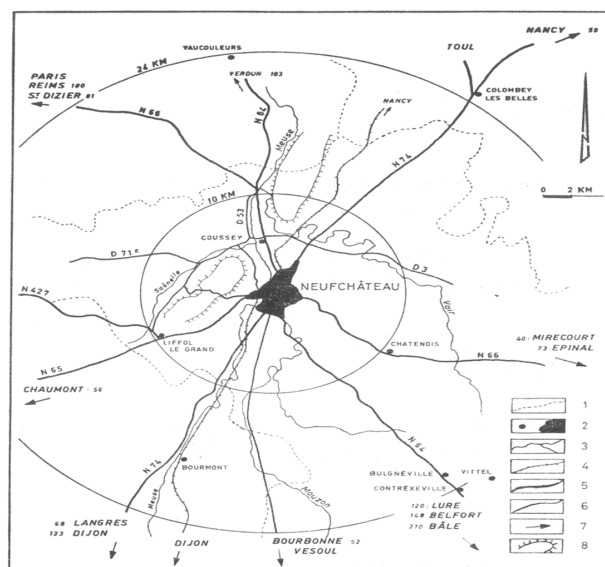 NANCY 58
TOUL
VAUCOULEURS
24 KM
PARIS
REIMS 180
ST DIZIER 81
VERDUN 103
COLOMBEY
LES BELLES
NANCY
N 66
N 64
Meuse
N 74
N
0 2 KM
10 KM
D 53
COUSSEY
D 71 e
D 3
Saônelle
NEUFCHÂTEAU
N 427
Vair
LIFFOL
LE GRAND
CHATENOIS
40: MIRECOURT
73: EPINAL
N 66
N 65
CHAUMONT: 56
1
2
N 64
3
N 74
BOURMONT
BULGNÉVILLE
VITTEL
4
CONTRÉXEVILLE
5
Meuse
Mouzon
120: LURE
148 BELFORT
210 BÂLE
6
68 LANGRES
133 DIJON
7
DIJON
BOURBONNE 52
VESOUL
8